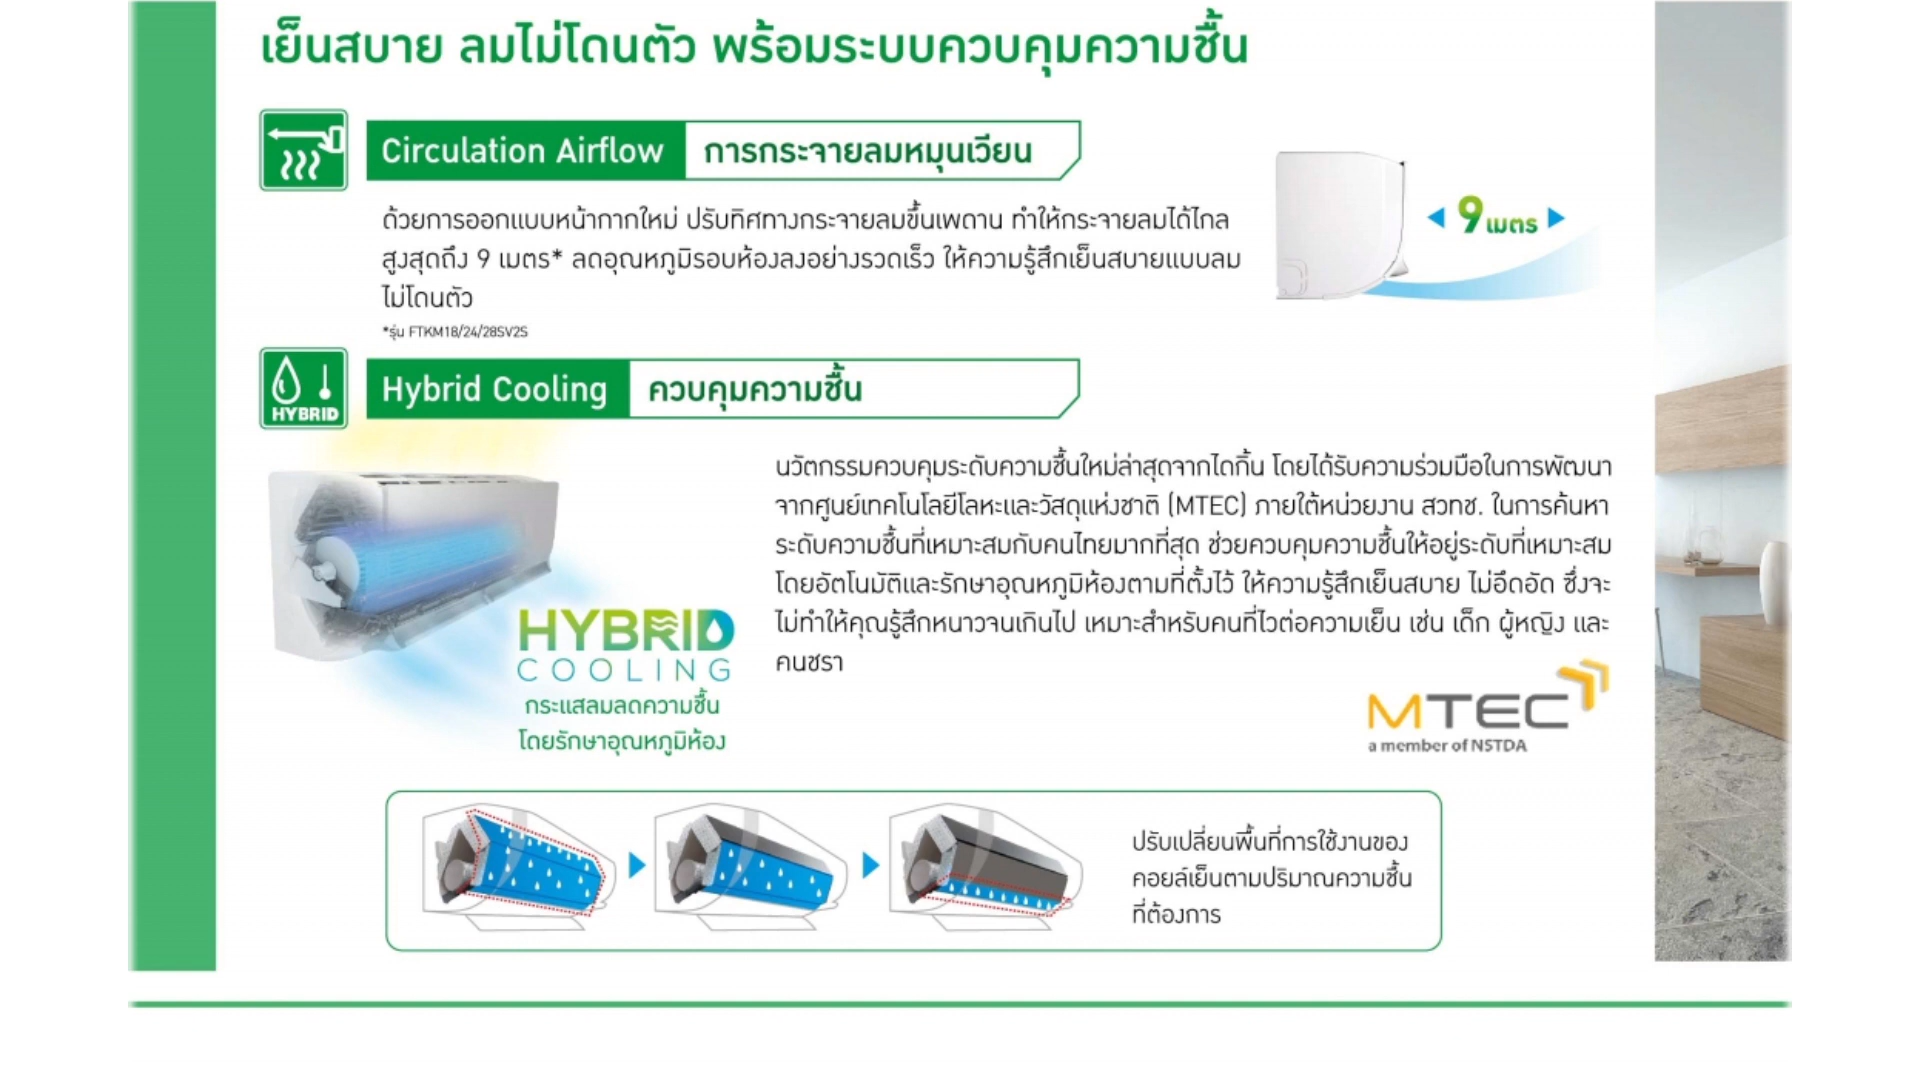 เย็นสบาย ลมไม่โดนตัว พร้อมระบบควบคุมความชื้น
Circulation Airflow การกระจายลมหมุนเวียน
ด้วยการออกแบบหน้ากากใหม่ ปรับทิศทางกระจายลมขึ้นเพดาน ทำให้กระจายลมได้ไกล
สูงสุดถึง 9 เมตร* ลดอุณหภูมิรอบห้องลงอย่างรวดเร็ว ให้ความรู้สึกเย็นสบายแบบลม
ไม่โดนตัว
*รุ่น FTKM18/24/28SV2S
9 เมตร
HYBRID
Hybrid Cooling ควบคุมความชื้น
นวัตกรรมควบคุมระดับความชื้นใหม่ล่าสุดจากไดกิ้น โดยได้รับความร่วมมือในการพัฒนา
จากศูนย์เทคโนโลยีโลหะและวัสดุแห่งชาติ (MTEC) ภายใต้หน่วยงาน สวทช. ในการค้นหา
ระดับความชื้นที่เหมาะสมกับคนไทยมากที่สุด ช่วยควบคุมความชื้นให้อยู่ระดับที่เหมาะสม
โดยอัตโนมัติและรักษาอุณหภูมิห้องตามที่ตั้งไว้ ให้ความรู้สึกเย็นสบาย ไม่อึดอัด ซึ่งจะ
ไม่ทำให้คุณรู้สึกหนาวจนเกินไป เหมาะสำหรับคนที่ไวต่อความเย็น เช่น เด็ก ผู้หญิง และ
คนชรา
HYBRID
COOLING
กระแสลมลดความชื้น
โดยรักษาอุณหภูมิห้อง
MTEC
a member of NSTDA
ปรับเปลี่ยนพื้นที่การใช้งานของ
คอยล์เย็นตามปริมาณความชื้น
ที่ต้องการ